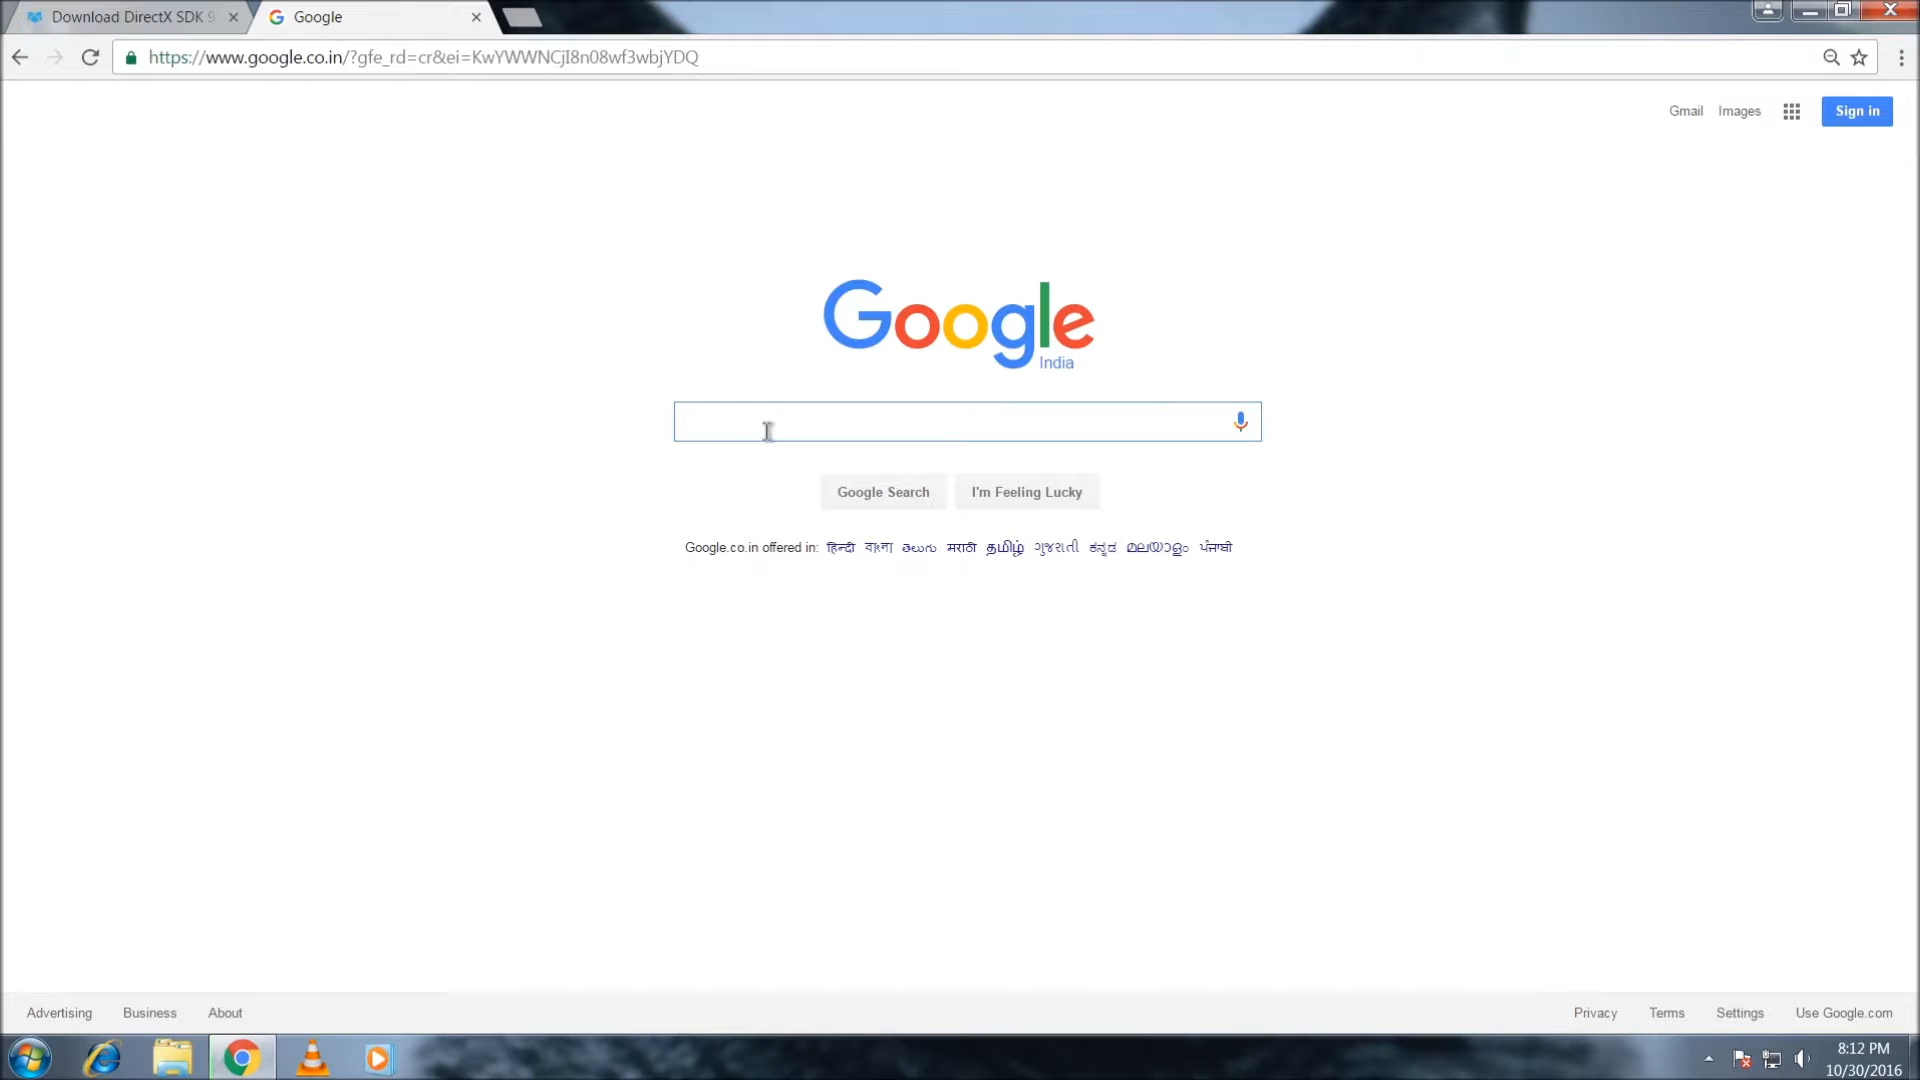 Download DirectX SDK 9
Google
https://www.google.co.in/?gfe_rd=cr&ei=KwYWWNCjI8n08wf3wbjYDQ
Gmail Images Sign in
Google
India
Google Search I'm Feeling Lucky
Google.co.in offered in: हिन्दी বাংলা తెలుగు मराठी தமிழ் ગુજરાતી ಕನ್ನಡ മലയാളം ਪੰਜਾਬੀ
Advertising Business About Privacy Terms Settings Use Google.com
8:12 PM
10/30/2016